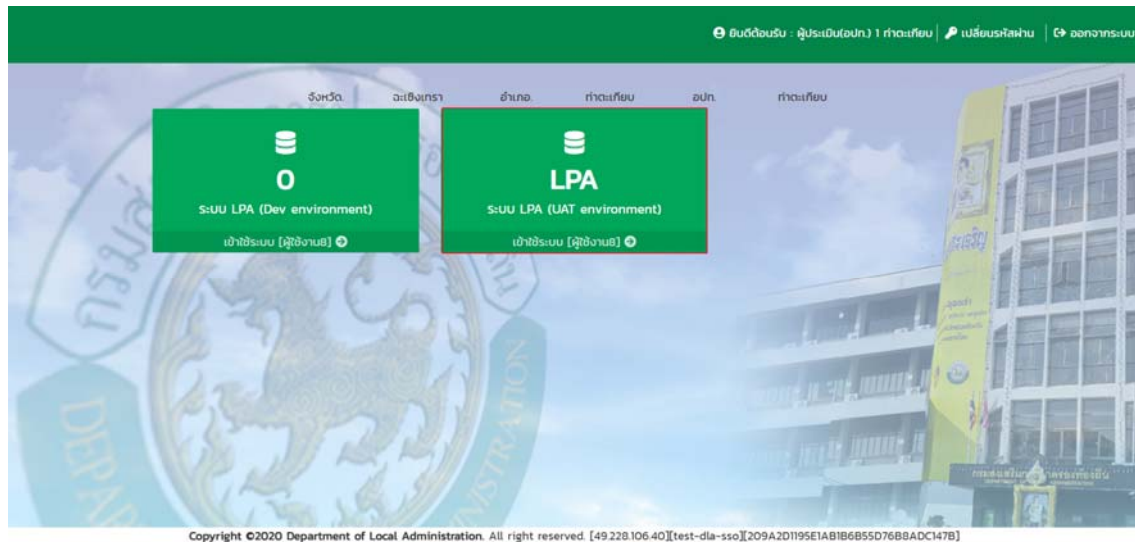 ยินดีต้อนรับ : ผู้ประเมิน(อปท.) 1 ท่าตะเกียบ เปลี่ยนรหัสผ่าน ออกจากระบบ
จังหวัด. ฉะเชิงเทรา อำเภอ. ท่าตะเกียบ อปท. ท่าตะเกียบ
0
ระบบ LPA (Dev environment)
เข้าใช้ระบบ [ผู้ใช้งาน8]
LPA
ระบบ LPA (UAT environment)
เข้าใช้ระบบ [ผู้ใช้งาน8]
Copyright ©2020 Department of Local Administration. All right reserved. [49.228.106.40][test-dla-sso][209A2D1195E1AB1B6B55D76B8ADC147B]